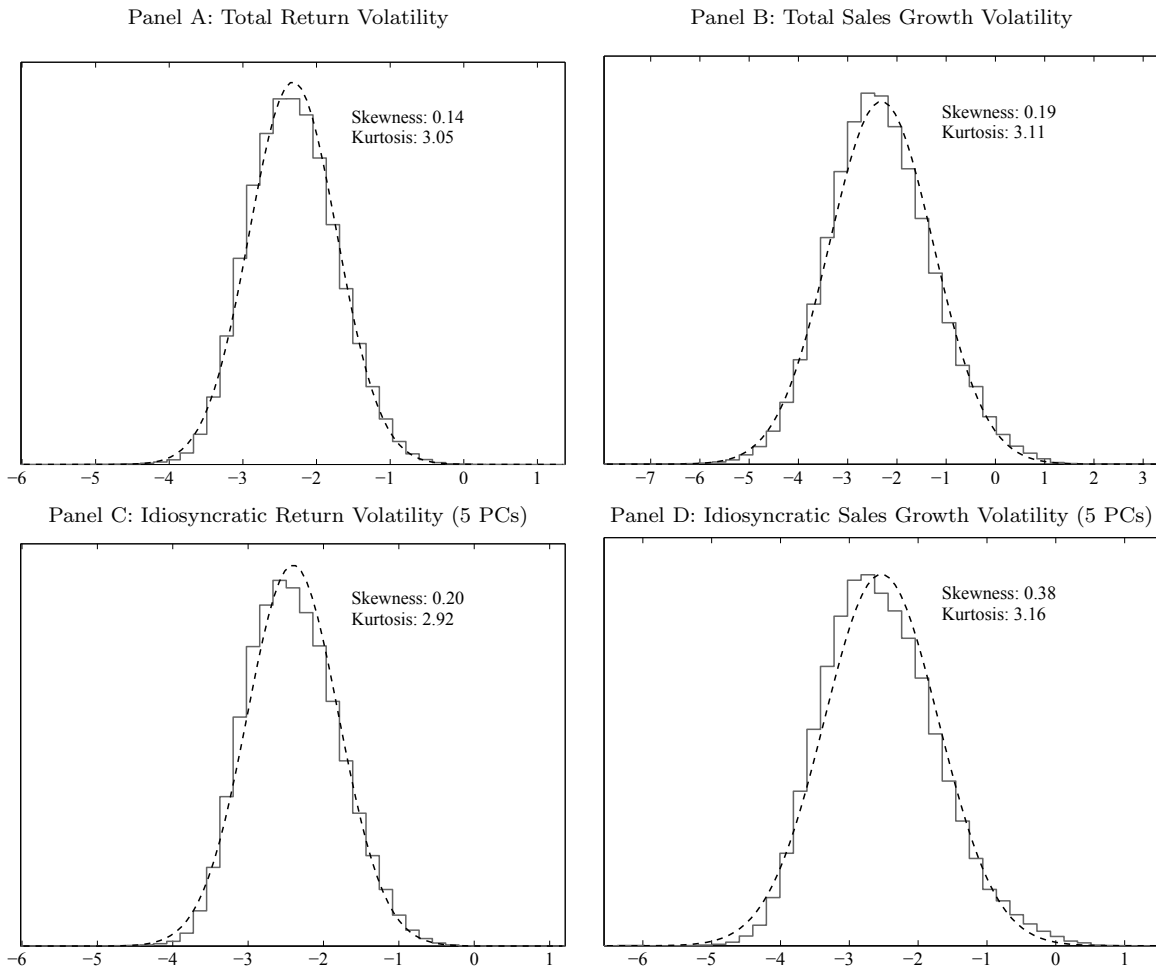 Panel A: Total Return Volatility
Skewness: 0.14
Kurtosis: 3.05
−6 −5 −4 −3 −2 −1 0 1
Panel B: Total Sales Growth Volatility
Skewness: 0.19
Kurtosis: 3.11
−7 −6 −5 −4 −3 −2 −1 0 1 2 3
Panel C: Idiosyncratic Return Volatility (5 PCs)
Skewness: 0.20
Kurtosis: 2.92
−6 −5 −4 −3 −2 −1 0 1
Panel D: Idiosyncratic Sales Growth Volatility (5 PCs)
Skewness: 0.38
Kurtosis: 3.16
−6 −5 −4 −3 −2 −1 0 1